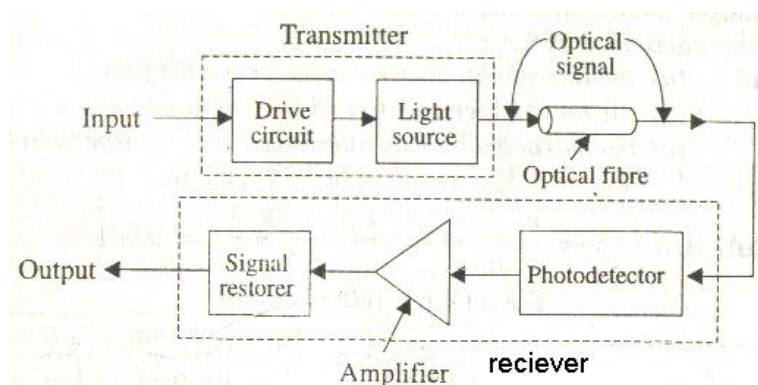 Transmitter
Optical
signal
Input
Drive
circuit
Light
source
Optical fibre
Output
Signal
restorer
Photodetector
Amplifier
reciever